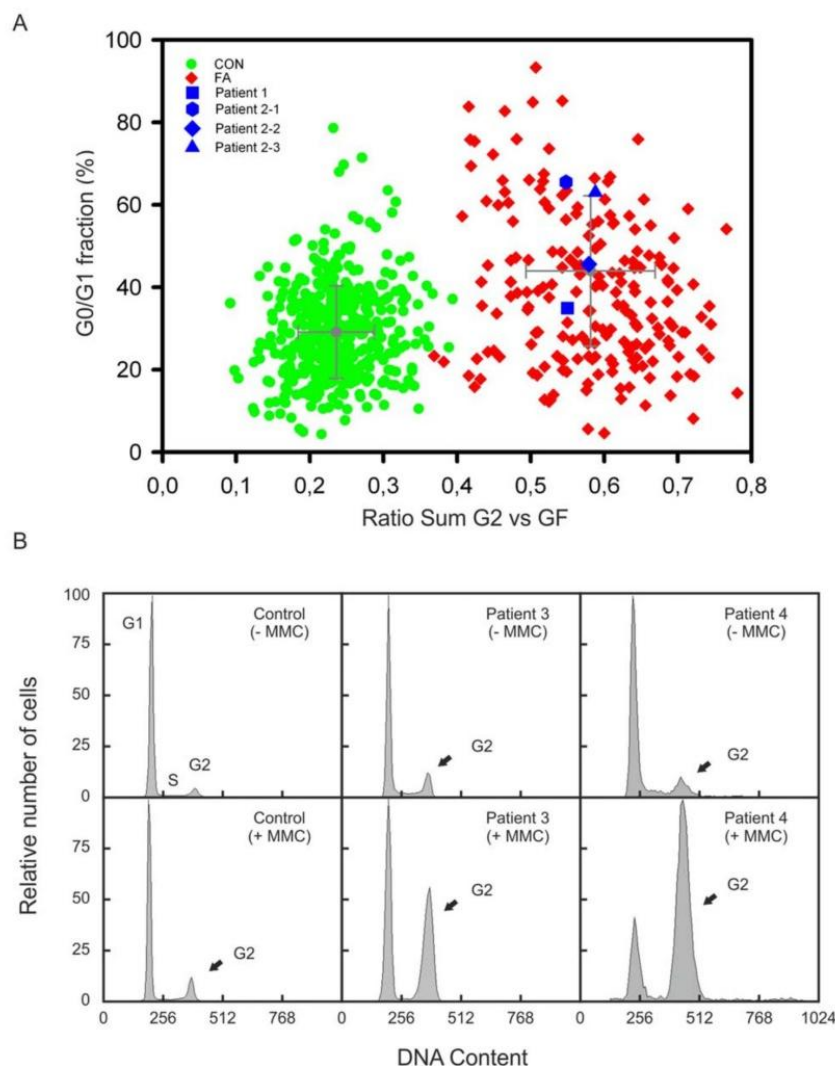 A
100
80
60
40
20
0
G0/G1 fraction (%)
CON
FA
Patient 1
Patient 2-1
Patient 2-2
Patient 2-3
0,0 0,1 0,2 0,3 0,4 0,5 0,6 0,7 0,8
Ratio Sum G2 vs GF
B
Relative number of cells
100
75
50
25
0
G1
S
G2
Control
(- MMC)
Patient 3
(- MMC)
G2
Patient 4
(- MMC)
G2
75
50
25
0
Control
(+ MMC)
G2
Patient 3
(+ MMC)
G2
Patient 4
(+ MMC)
G2
0 256 512 768 0 256 512 768 0 256 512 768 1024
DNA Content